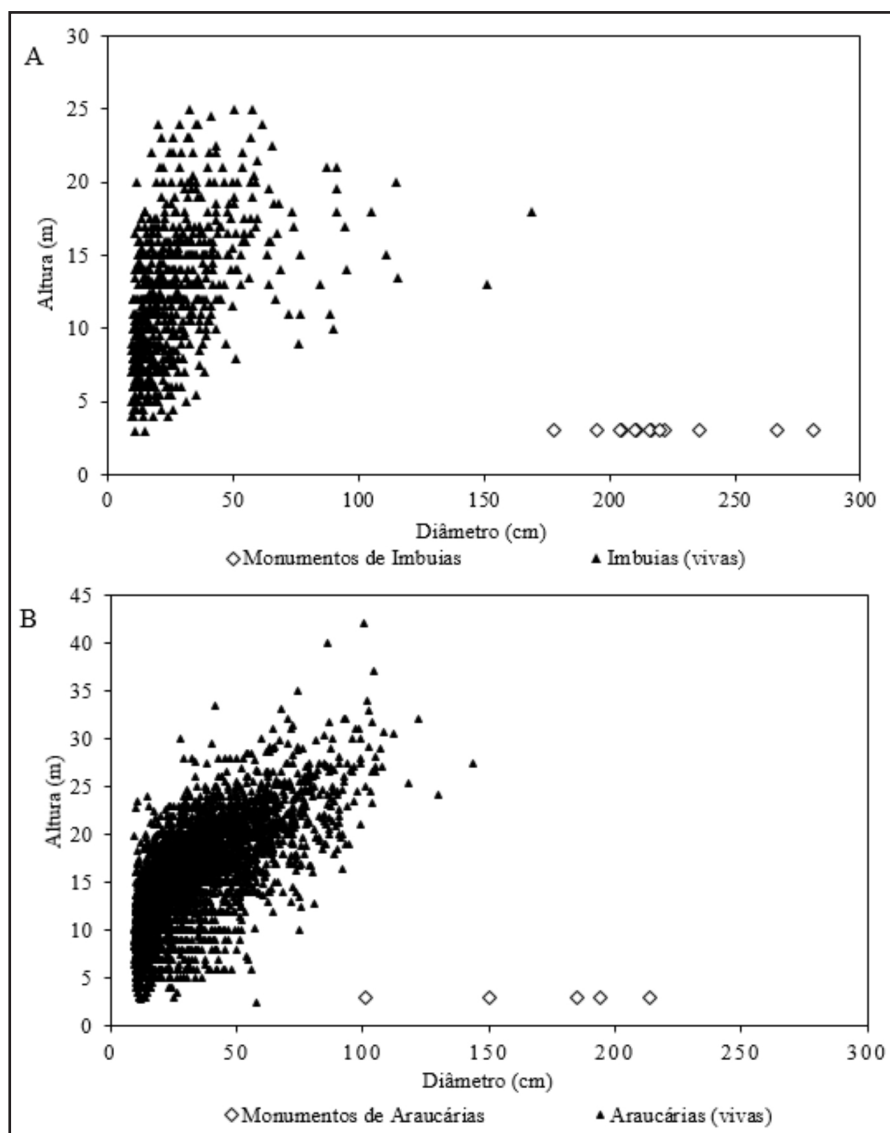 A
30
25
20
15
10
5
0
Altura (m)
0 50 100 150 200 250 300
Diâmetro (cm)
Monumentos de Imbuias Imbuias (vivas)
B
45
40
35
30
25
20
15
10
5
0
Altura (m)
0 50 100 150 200 250 300
Diâmetro (cm)
Monumentos de Araucárias Araucárias (vivas)